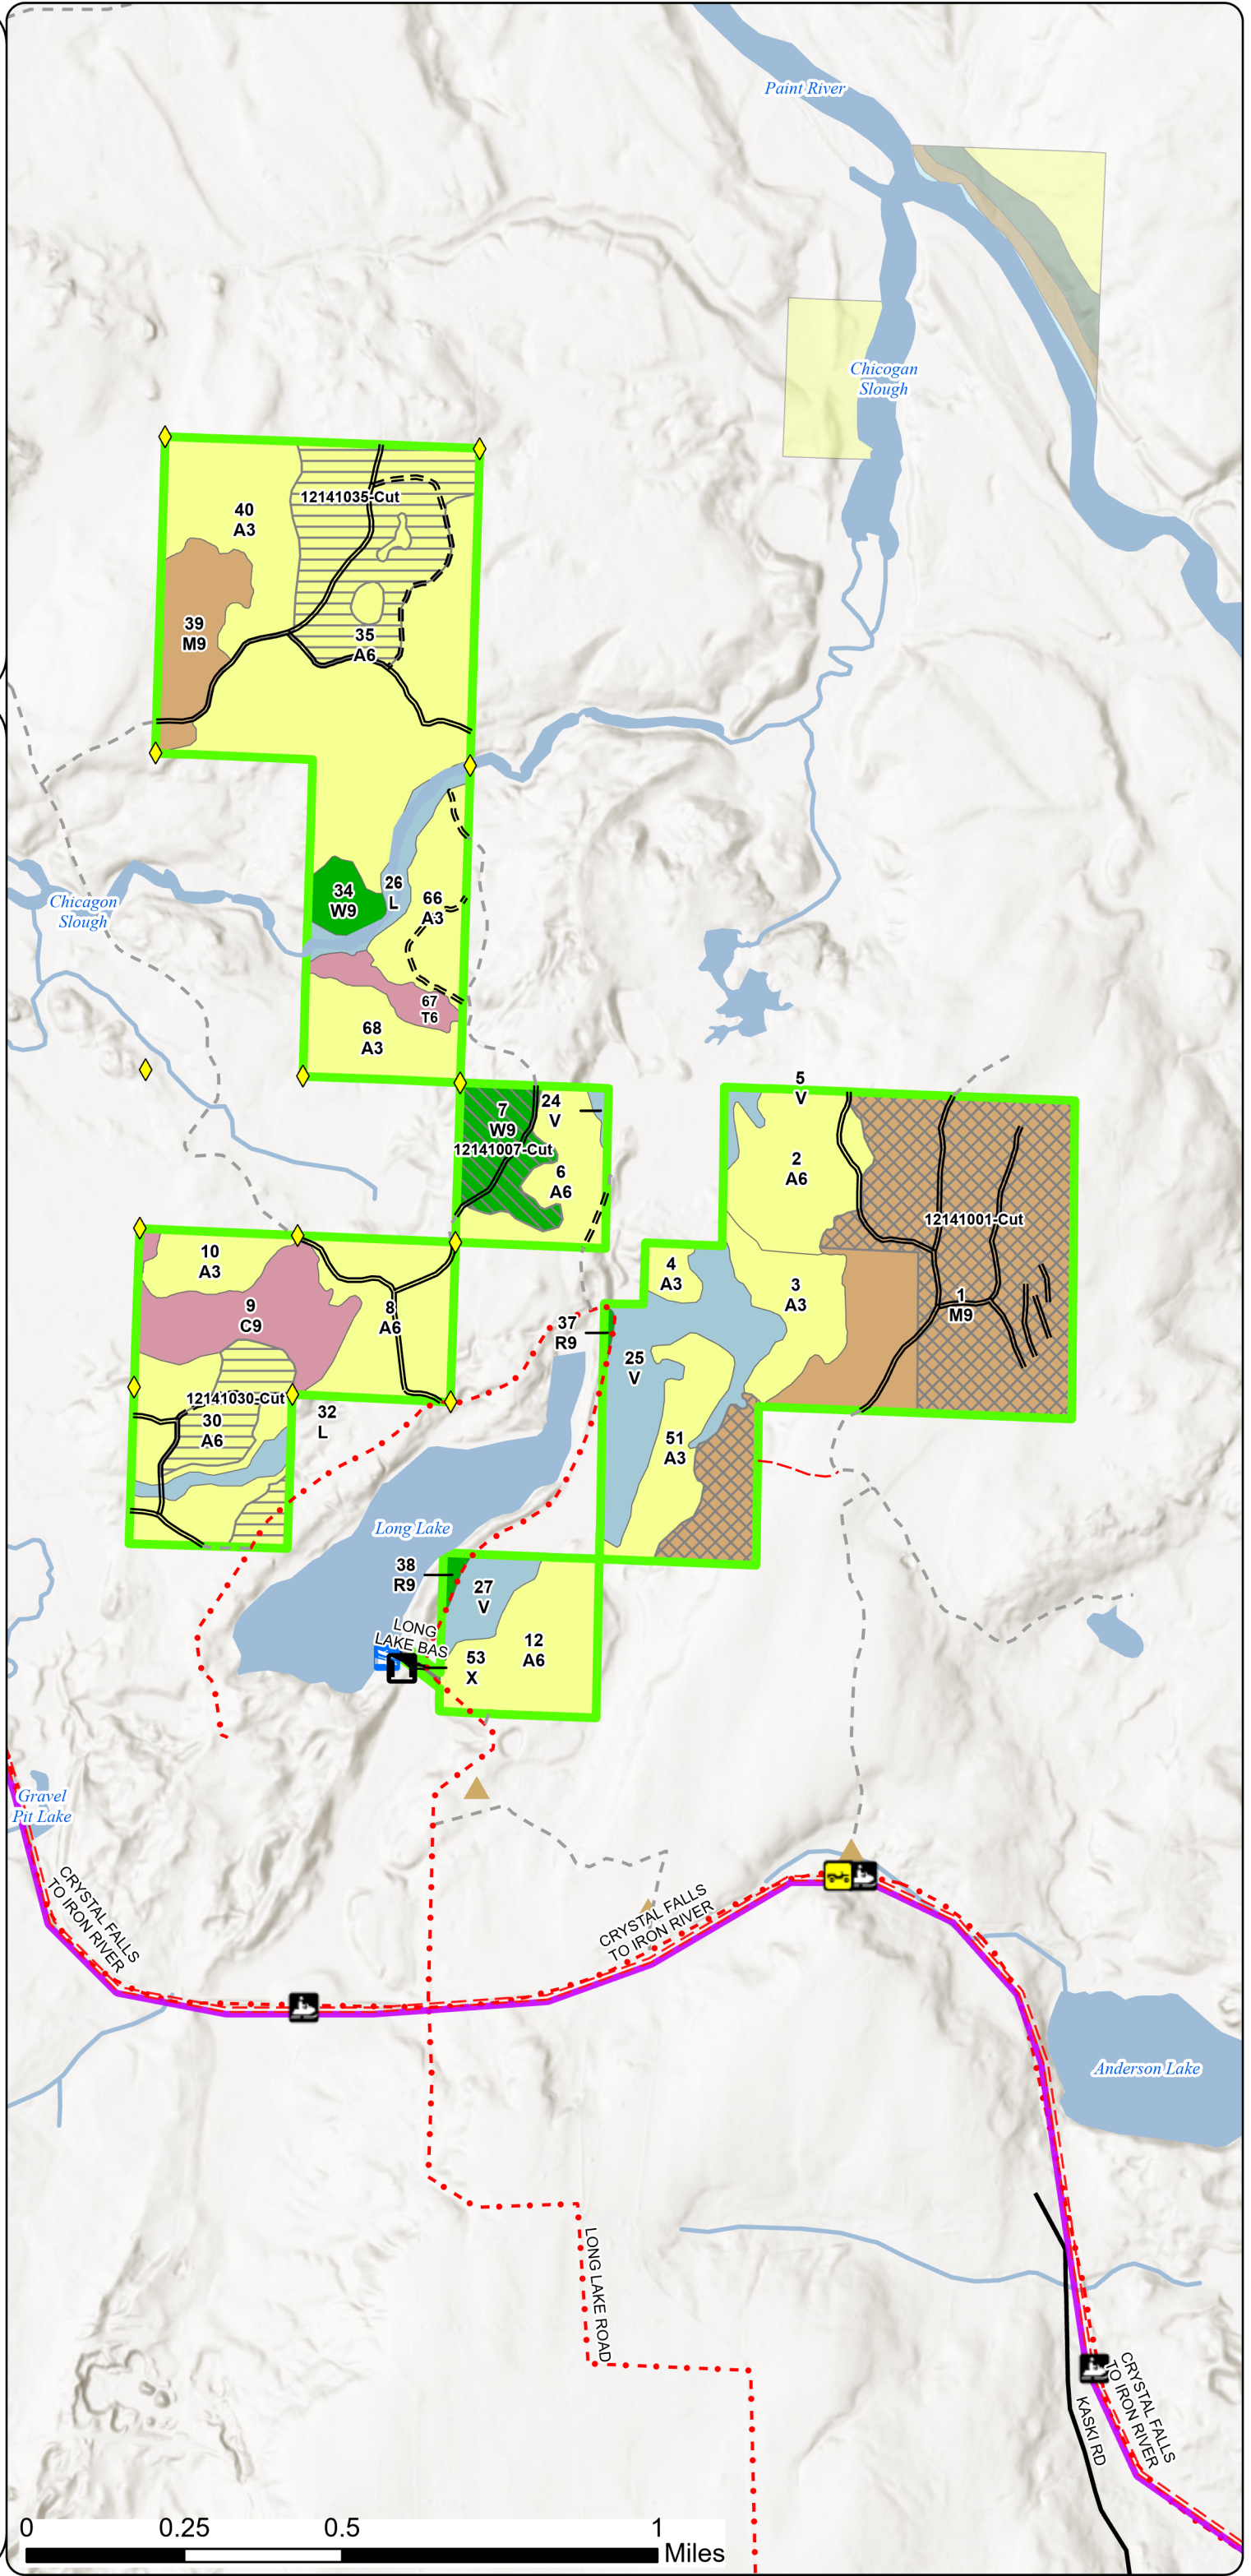 Paint River
Chicogan
Slough
12141035-Cut
40
A3
39
M9
35
A6
34
W9
26
L
66
A3
Chicagon
Slough
67
T6
68
A3
5
V
24
V
7
W9
12141007-Cut
6
A6
2
A6
12141001-Cut
10
A3
4
A3
3
A3
1
M9
9
C9
8
A6
37
R9
25
V
12141030-Cut
30
A6
32
L
51
A3
Long Lake
38
R9
27
V
LONG
LAKE BAS
53
X
12
A6
Gravel
Pit Lake
CRYSTAL FALLS
TO IRON RIVER
CRYSTAL FALLS
TO IRON RIVER
Anderson Lake
LONG LAKE ROAD
CRYSTAL FALLS
TO IRON RIVER
KASKI RD
0 0.25 0.5 1
Miles